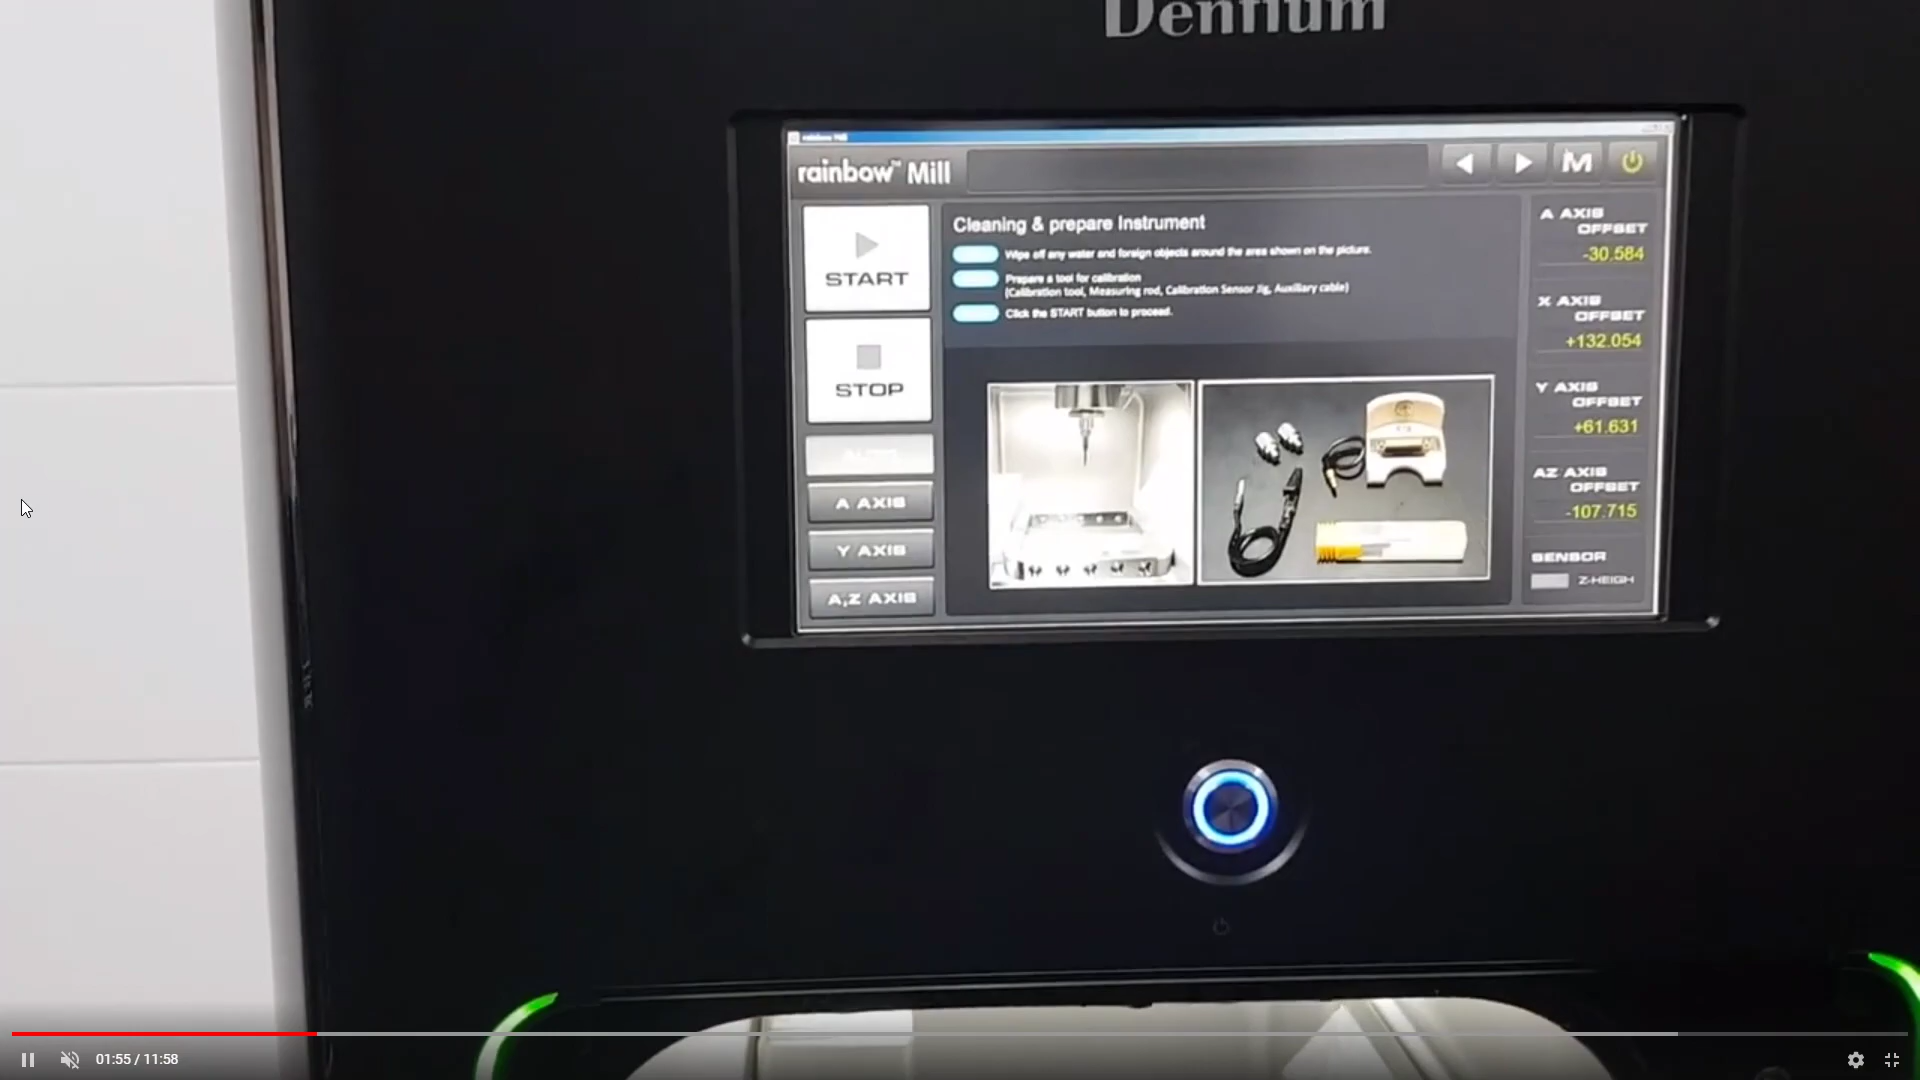 Dentium
rainbow Mill
rainbow™ Mill
M
START
STOP
A AXIS
Y AXIS
A,Z AXIS
Cleaning & prepare Instrument
Wipe off any water and foreign objects around the area shown on the picture.
Prepare a tool for calibration
(Calibration tool, Measuring rod, Calibration Sensor Jig, Auxiliary cable)
Click the START button to proceed.
A AXIS
OFFSET
-30.584
X AXIS
OFFSET
+132.054
Y AXIS
OFFSET
+61.631
AZ AXIS
OFFSET
-107.715
SENSOR
Z-HEIGH
01:55 / 11:58